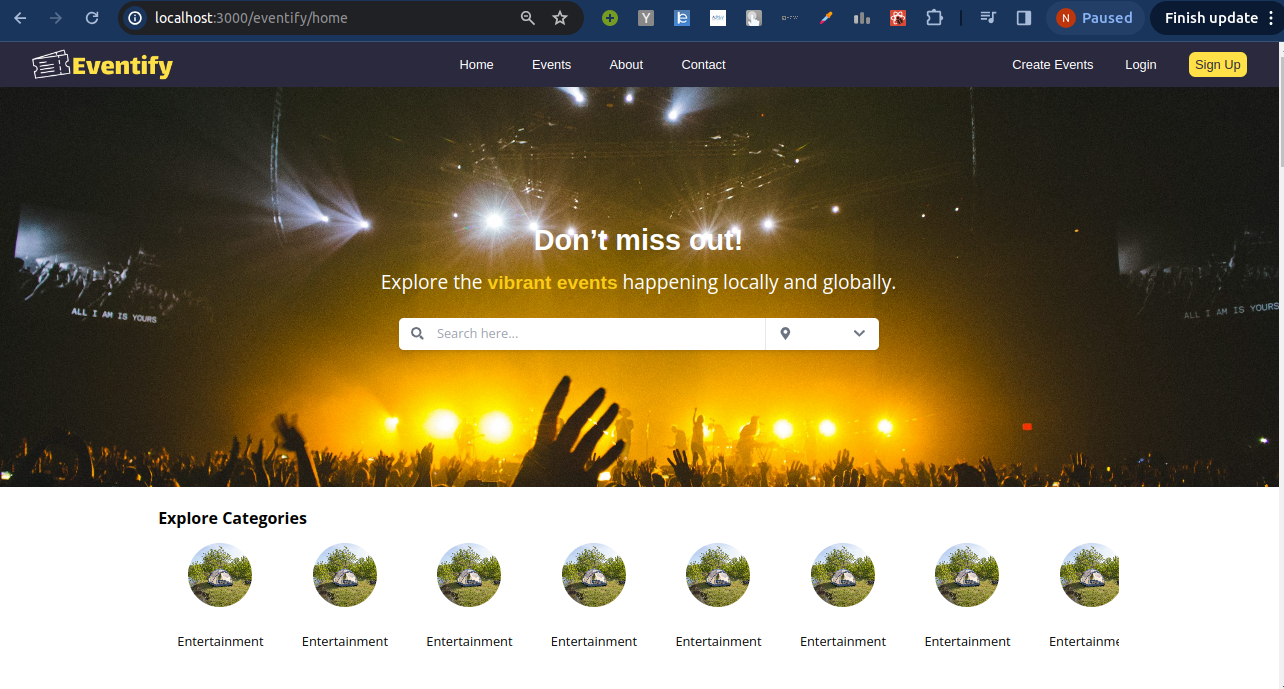 localhost:3000/eventify/home
N Paused
Finish update
Eventify
Home Events About Contact
Create Events Login Sign Up
Don’t miss out!
Explore the vibrant events happening locally and globally.
Search here...
ALL I AM IS YOURS
ALL I AM IS YOURS
Explore Categories
Entertainment Entertainment Entertainment Entertainment Entertainment Entertainment Entertainment Entertainme